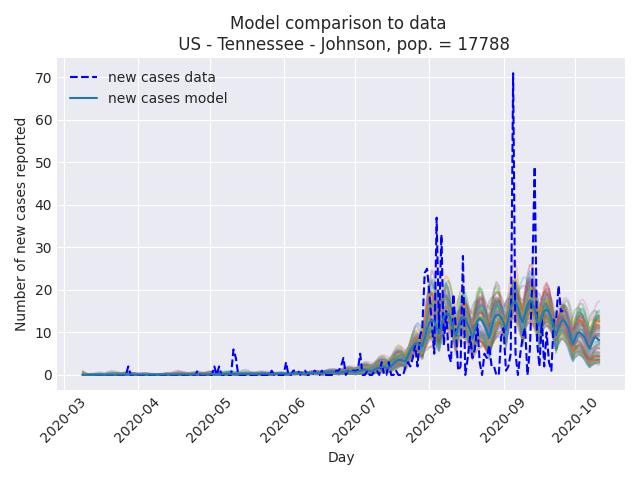 Model comparison to data
US - Tennessee - Johnson, pop. = 17788
new cases data
new cases model
Number of new cases reported
70
60
50
40
30
20
10
0
2020-03
2020-04
2020-05
2020-06
2020-07
2020-08
2020-09
2020-10
Day